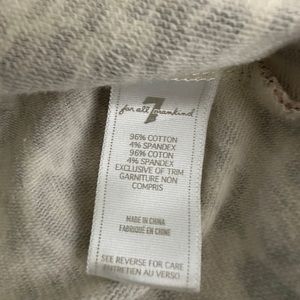 7
for all mankind
96% COTTON
4% SPANDEX
96% COTON
4% SPANDEX
EXCLUSIVE OF TRIM
GARNITURE NON
COMPRIS
MADE IN CHINA
FABRIQUÉ EN CHINE
SEE REVERSE FOR CARE
ENTRETIEN AU VERSO